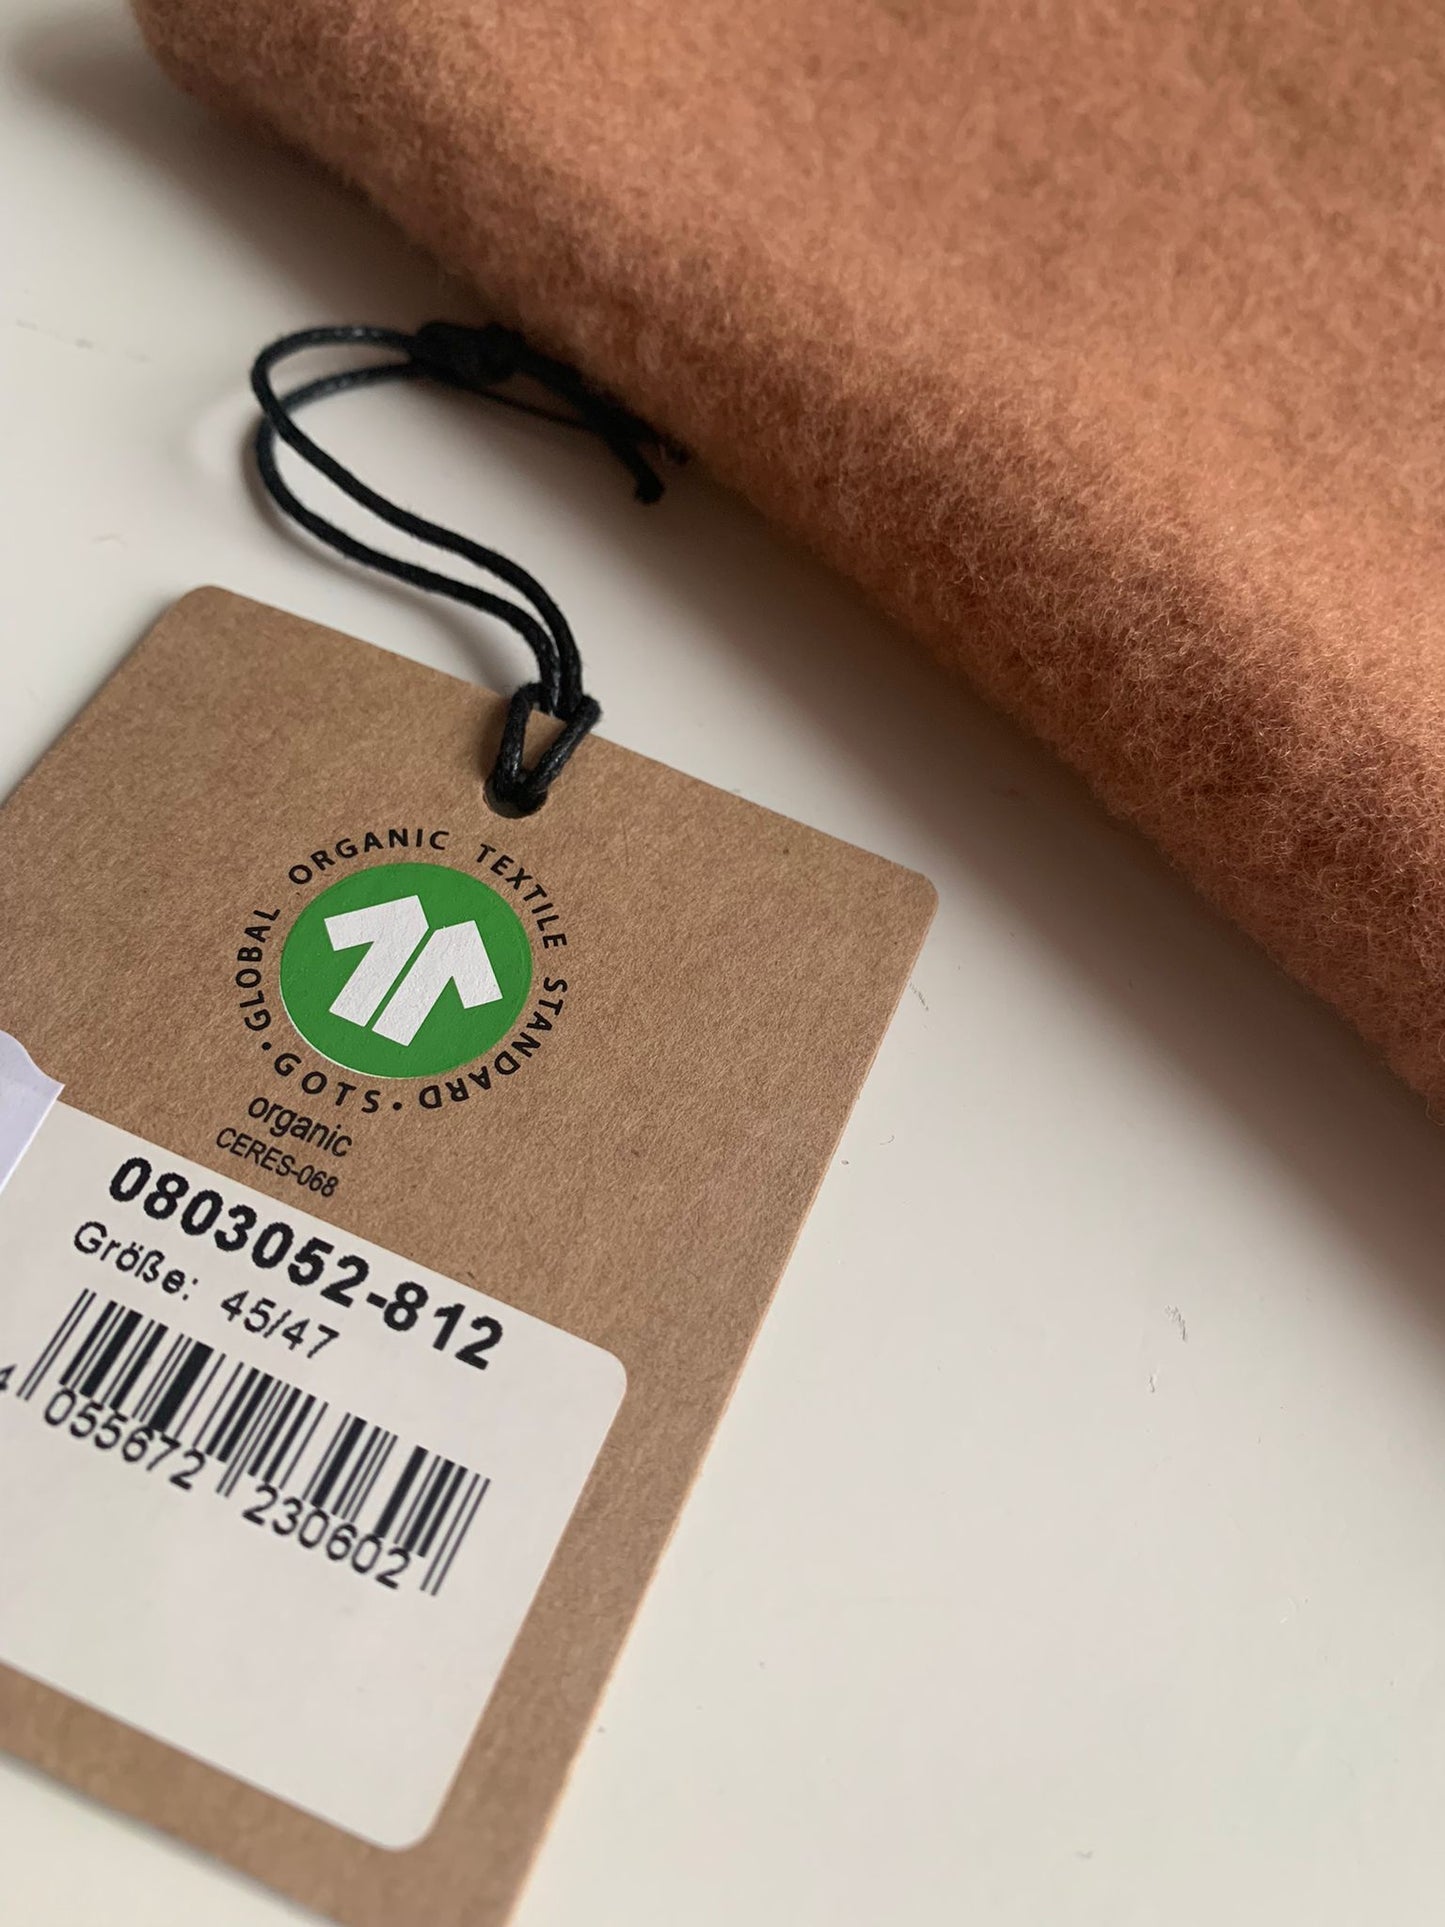 GLOBAL ORGANIC TEXTILE STANDARD · GOTS ·
organic
CERES-068
0803052-812
Größe: 45/47
4 055672 230602